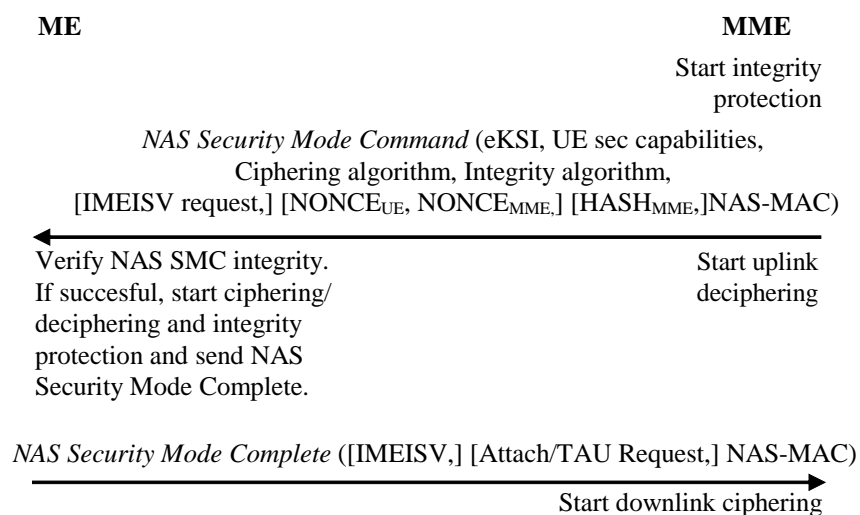 ME MME
Start integrity
protection
NAS Security Mode Command (eKSI, UE sec capabilities,
Ciphering algorithm, Integrity algorithm,
[IMEISV request,] [NONCEUE, NONCEMME,] [HASHMME,]NAS-MAC)
Verify NAS SMC integrity.
If succesful, start ciphering/
deciphering and integrity
protection and send NAS
Security Mode Complete.
Start uplink
deciphering
NAS Security Mode Complete ([IMEISV,] [Attach/TAU Request,] NAS-MAC)
Start downlink ciphering